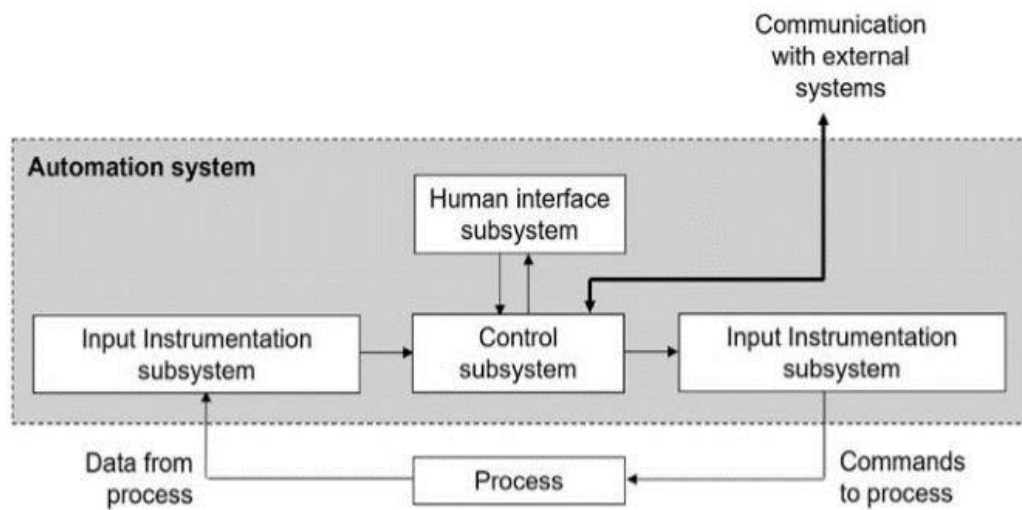 Communication
with external
systems
Automation system
Human interface
subsystem
Input Instrumentation
subsystem
Control
subsystem
Input Instrumentation
subsystem
Data from
process
Process
Commands
to process